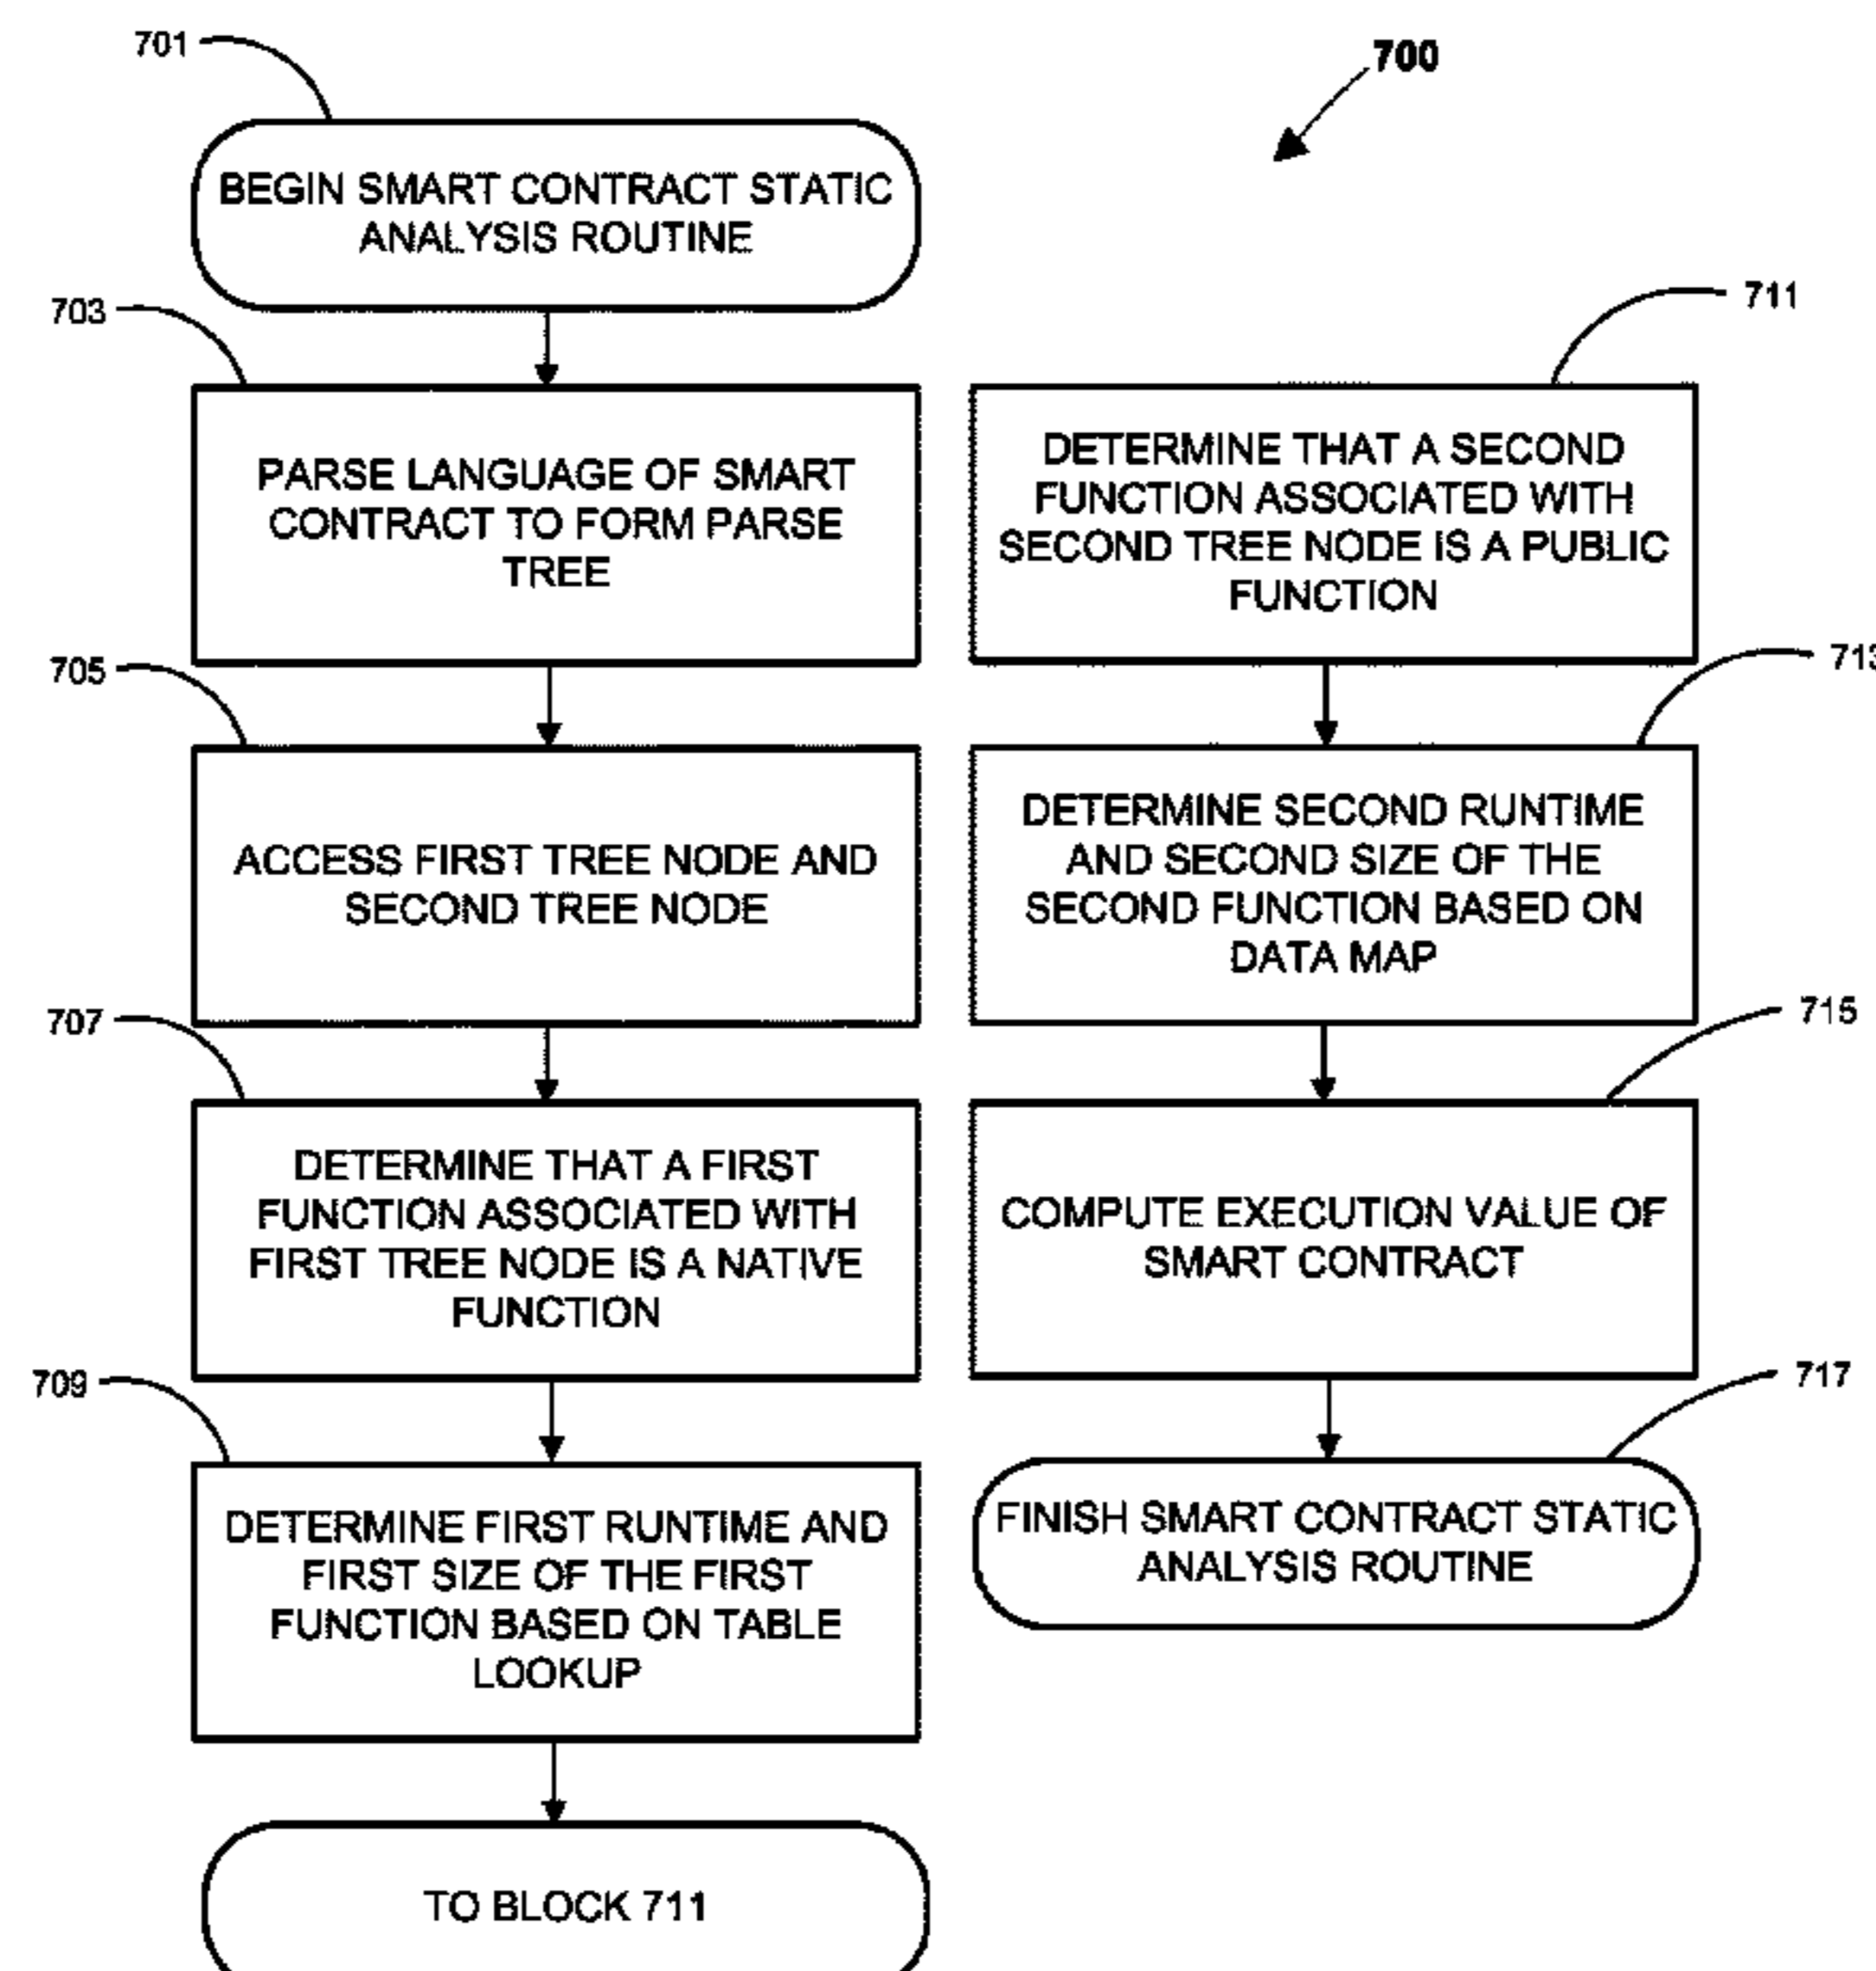 701
700
BEGIN SMART CONTRACT STATIC
ANALYSIS ROUTINE
703
PARSE LANGUAGE OF SMART
CONTRACT TO FORM PARSE
TREE
705
ACCESS FIRST TREE NODE AND
SECOND TREE NODE
707
DETERMINE THAT A FIRST
FUNCTION ASSOCIATED WITH
FIRST TREE NODE IS A NATIVE
FUNCTION
709
DETERMINE FIRST RUNTIME AND
FIRST SIZE OF THE FIRST
FUNCTION BASED ON TABLE
LOOKUP
TO BLOCK 711
711
DETERMINE THAT A SECOND
FUNCTION ASSOCIATED WITH
SECOND TREE NODE IS A PUBLIC
FUNCTION
713
DETERMINE SECOND RUNTIME
AND SECOND SIZE OF THE
SECOND FUNCTION BASED ON
DATA MAP
715
COMPUTE EXECUTION VALUE OF
SMART CONTRACT
717
FINISH SMART CONTRACT STATIC
ANALYSIS ROUTINE